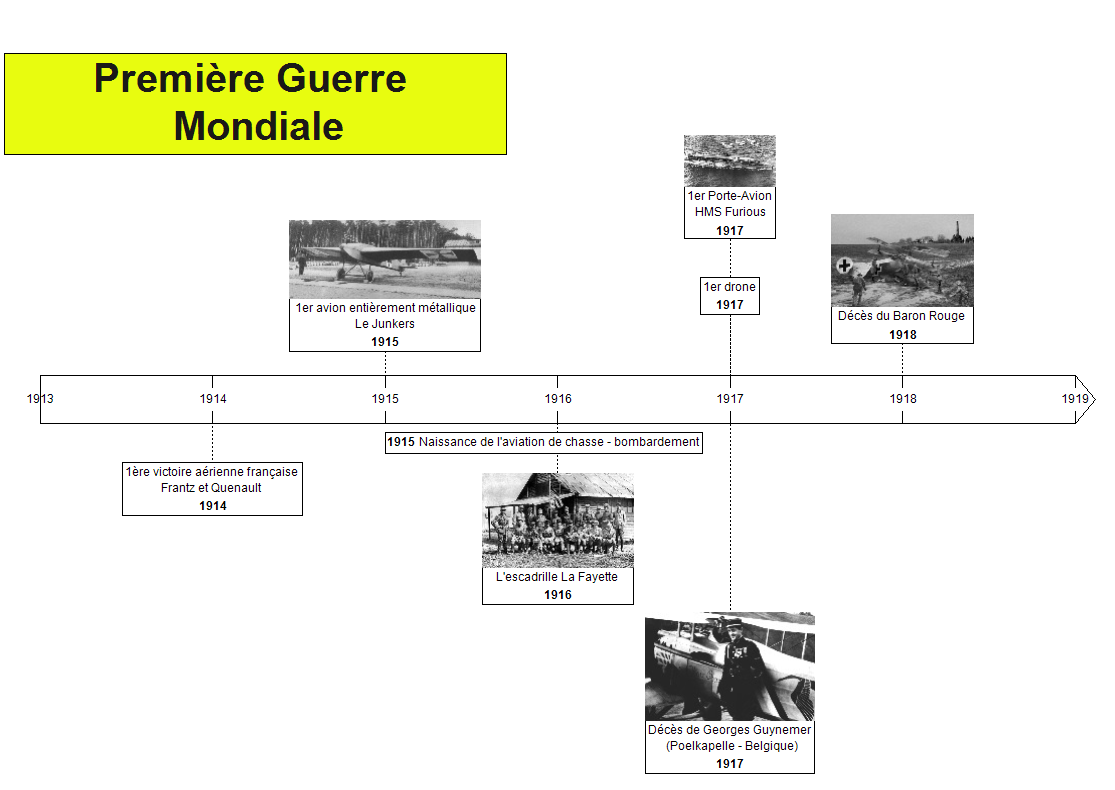 Première Guerre
Mondiale
1er Porte-Avion
HMS Furious
1917
1er drone
1917
1er avion entièrement métallique
Le Junkers
1915
Décès du Baron Rouge
1918
1913
1914
1915
1916
1917
1918
1919
1915 Naissance de l'aviation de chasse - bombardement
1ère victoire aérienne française
Frantz et Quenault
1914
L'escadrille La Fayette
1916
Décès de Georges Guynemer
(Poelkapelle - Belgique)
1917